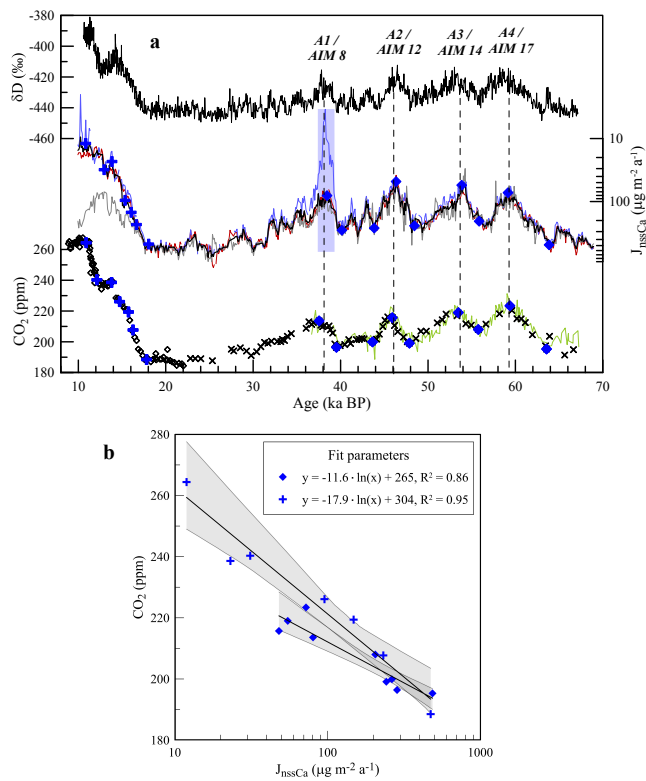 a
A1 / AIM 8
A2 / AIM 12
A3 / AIM 14
A4 / AIM 17
-380
-400
-420
-440
-460
δD (‰)
10
100
J nssCa (μg m-2 a-1)
260
240
220
200
180
CO2 (ppm)
10 20 30 40 50 60 70
Age (ka BP)
b
280
260
240
220
200
180
CO2 (ppm)
Fit parameters
y = -11.6 · ln(x) + 265, R2 = 0.86
y = -17.9 · ln(x) + 304, R2 = 0.95
10 100 1000
JnssCa (μg m-2 a-1)